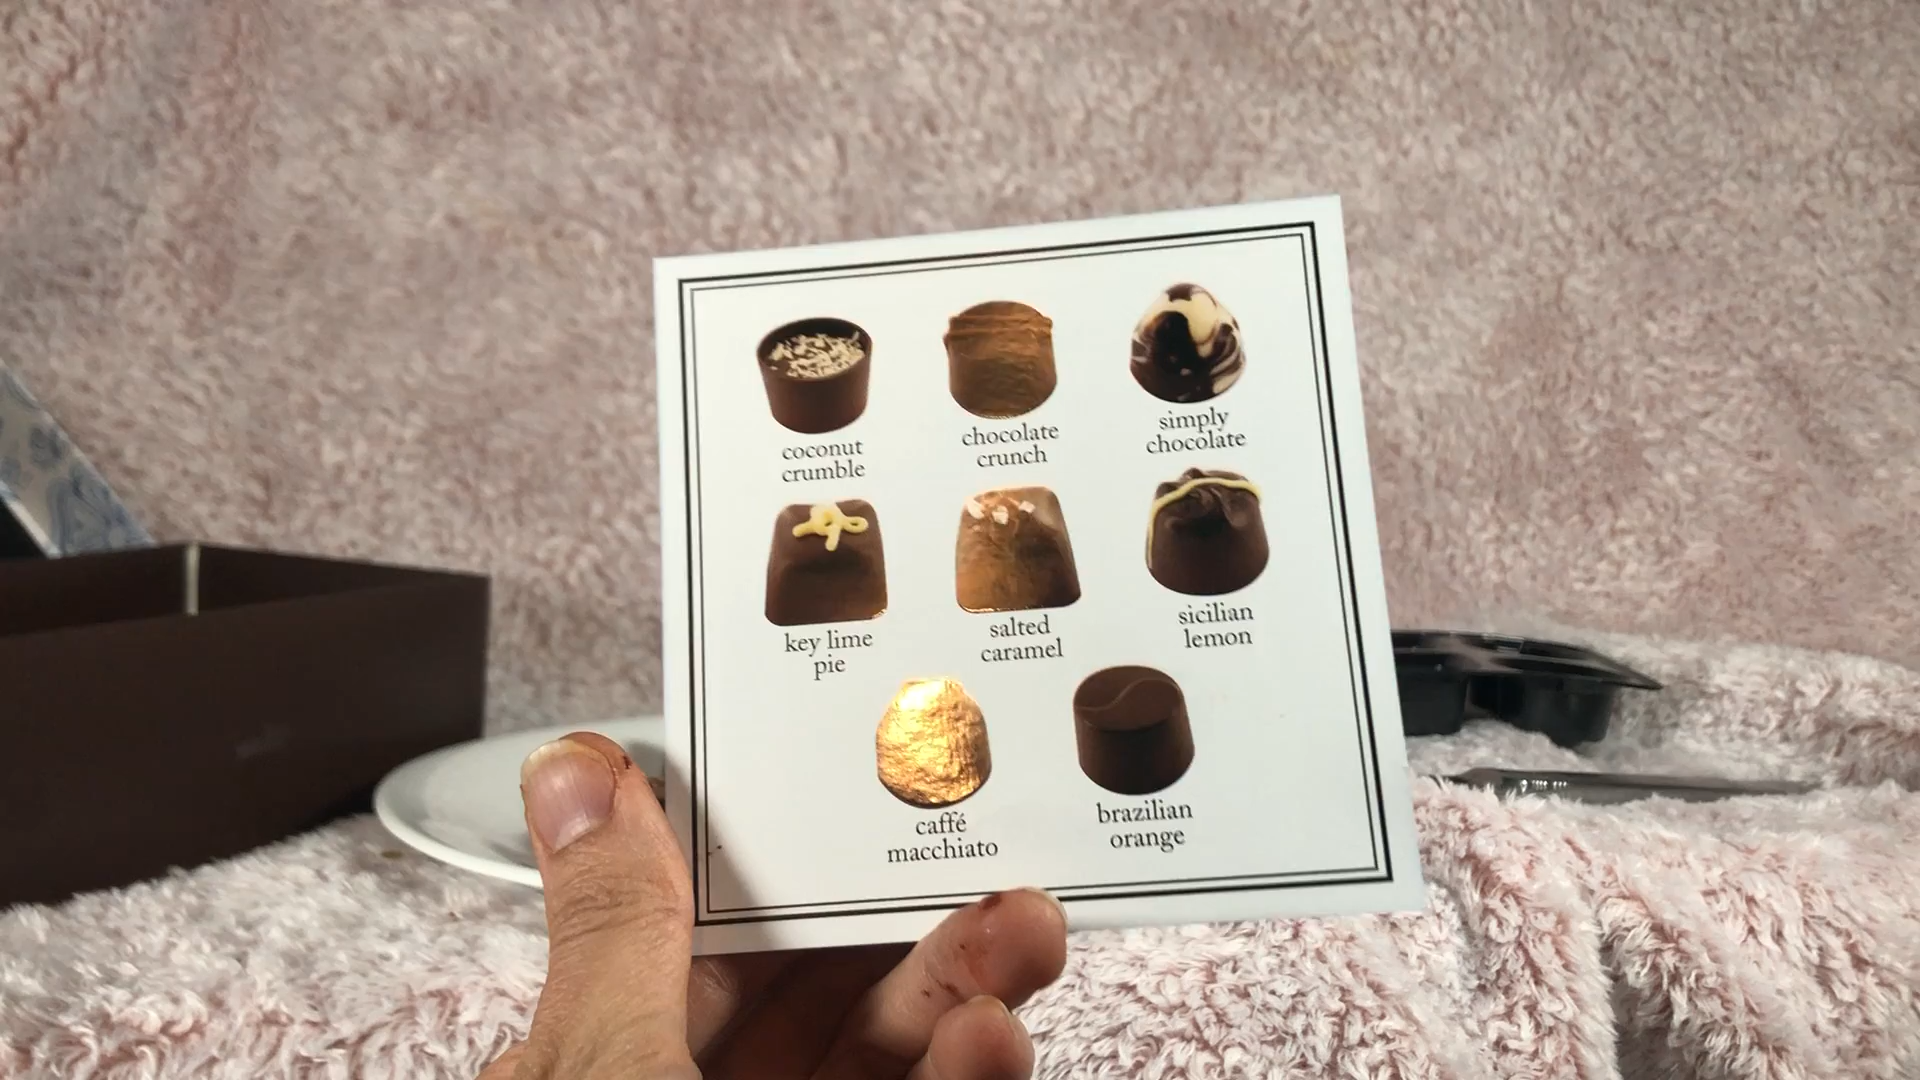 coconut
crumble
chocolate
crunch
simply
chocolate
key lime
pie
salted
caramel
sicilian
lemon
caffé
macchiato
brazilian
orange